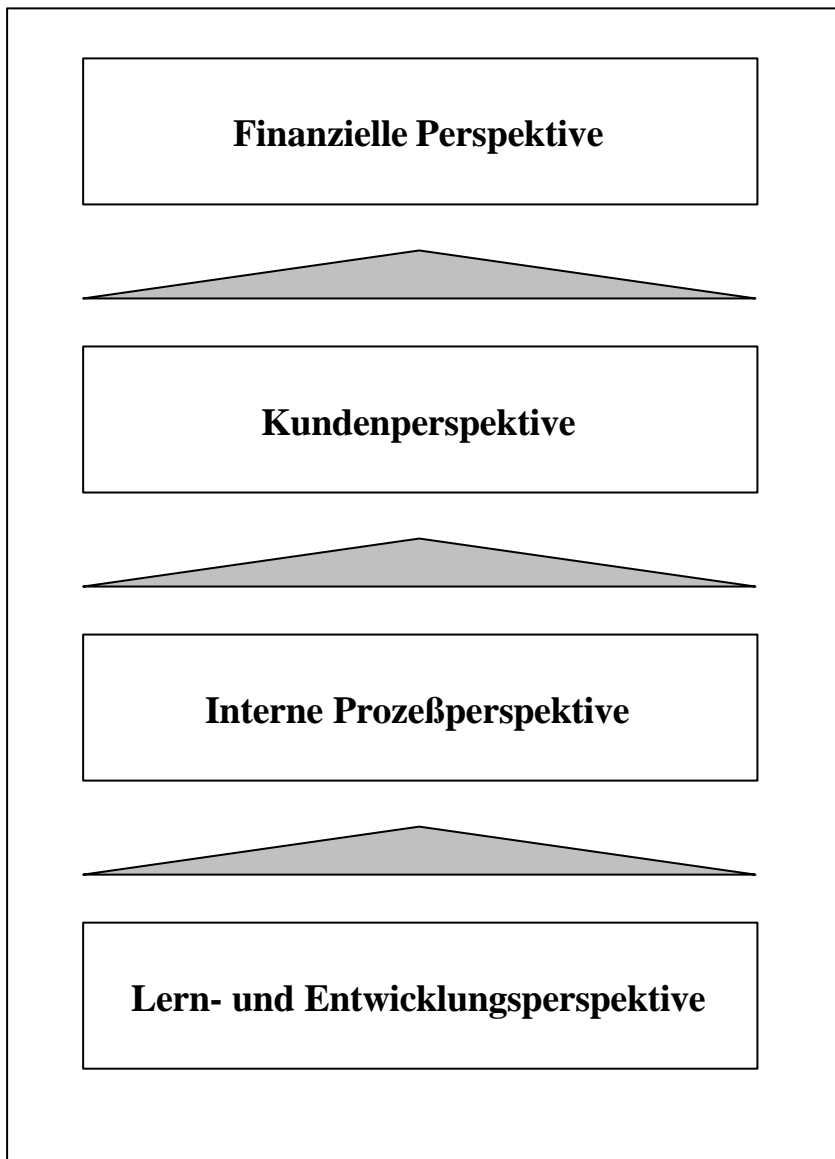 Finanzielle Perspektive
Kundenperspektive
Interne Prozeßperspektive
Lern- und Entwicklungsperspektive